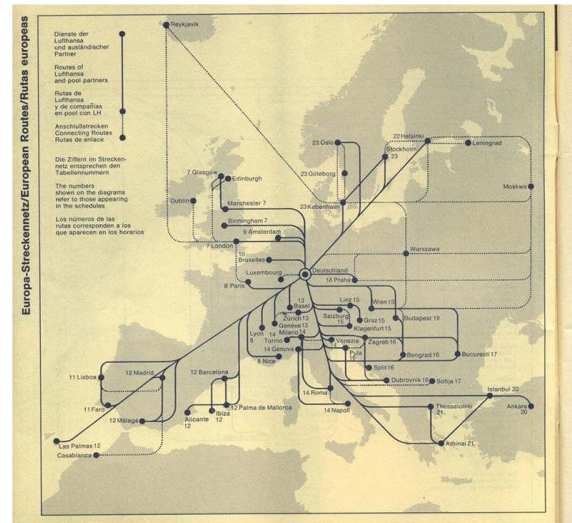 Europa-Streckennetz/European Routes/Rutas europeas
Dienste der
Lufthansa
und ausländischer
Partner
Routes of
Lufthansa
and pool partners
Rutas de
Lufthansa
y de compañías
en pool con LH
Anschlußstrecken
Connecting Routes
Rutas de enlace
Die Ziffern im Strecken-
netz entsprechen den
Tabellennummern
The numbers
shown on the diagrams
refer to those appearing
in the schedules
Los números de las
rutas corresponden a los
que aparecen en los horarios
Reykjavik
23 Oslo
22 Helsinki
Leningrad
Stockholm
23
7 Glasgow
Edinburgh
23 Göteborg
Moskwa
Dublin
Manchester 7
23 København
Birmingham 7
9 Amsterdam
7 London
10
Bruxelles
Warszawa
Luxembourg
Deutschland
18 Praha
6 Paris
13
Basel
Linz 15
Wien 15
Zürich 13
Salzburg
15
Graz 15
Budapest 19
Lyon
8
14
Genève 13
Klagenfurt 15
Milano 14
Torino
Venezia
Zagreb 16
14 Genova
Pula
16
8 Nice
Beograd 16
Bucuresti 17
Split 16
11 Lisboa
12 Madrid
12 Barcelona
Dubrovnik 16
Sofija 17
14 Roma
Istanbul 20
11 Faro
12 Palma de Mallorca
14 Napoli
Thessaloniki
21
Ankara
20
12 Málaga
Alicante
12
Ibiza
12
Las Palmas 12
Athinai 21
Casablanca